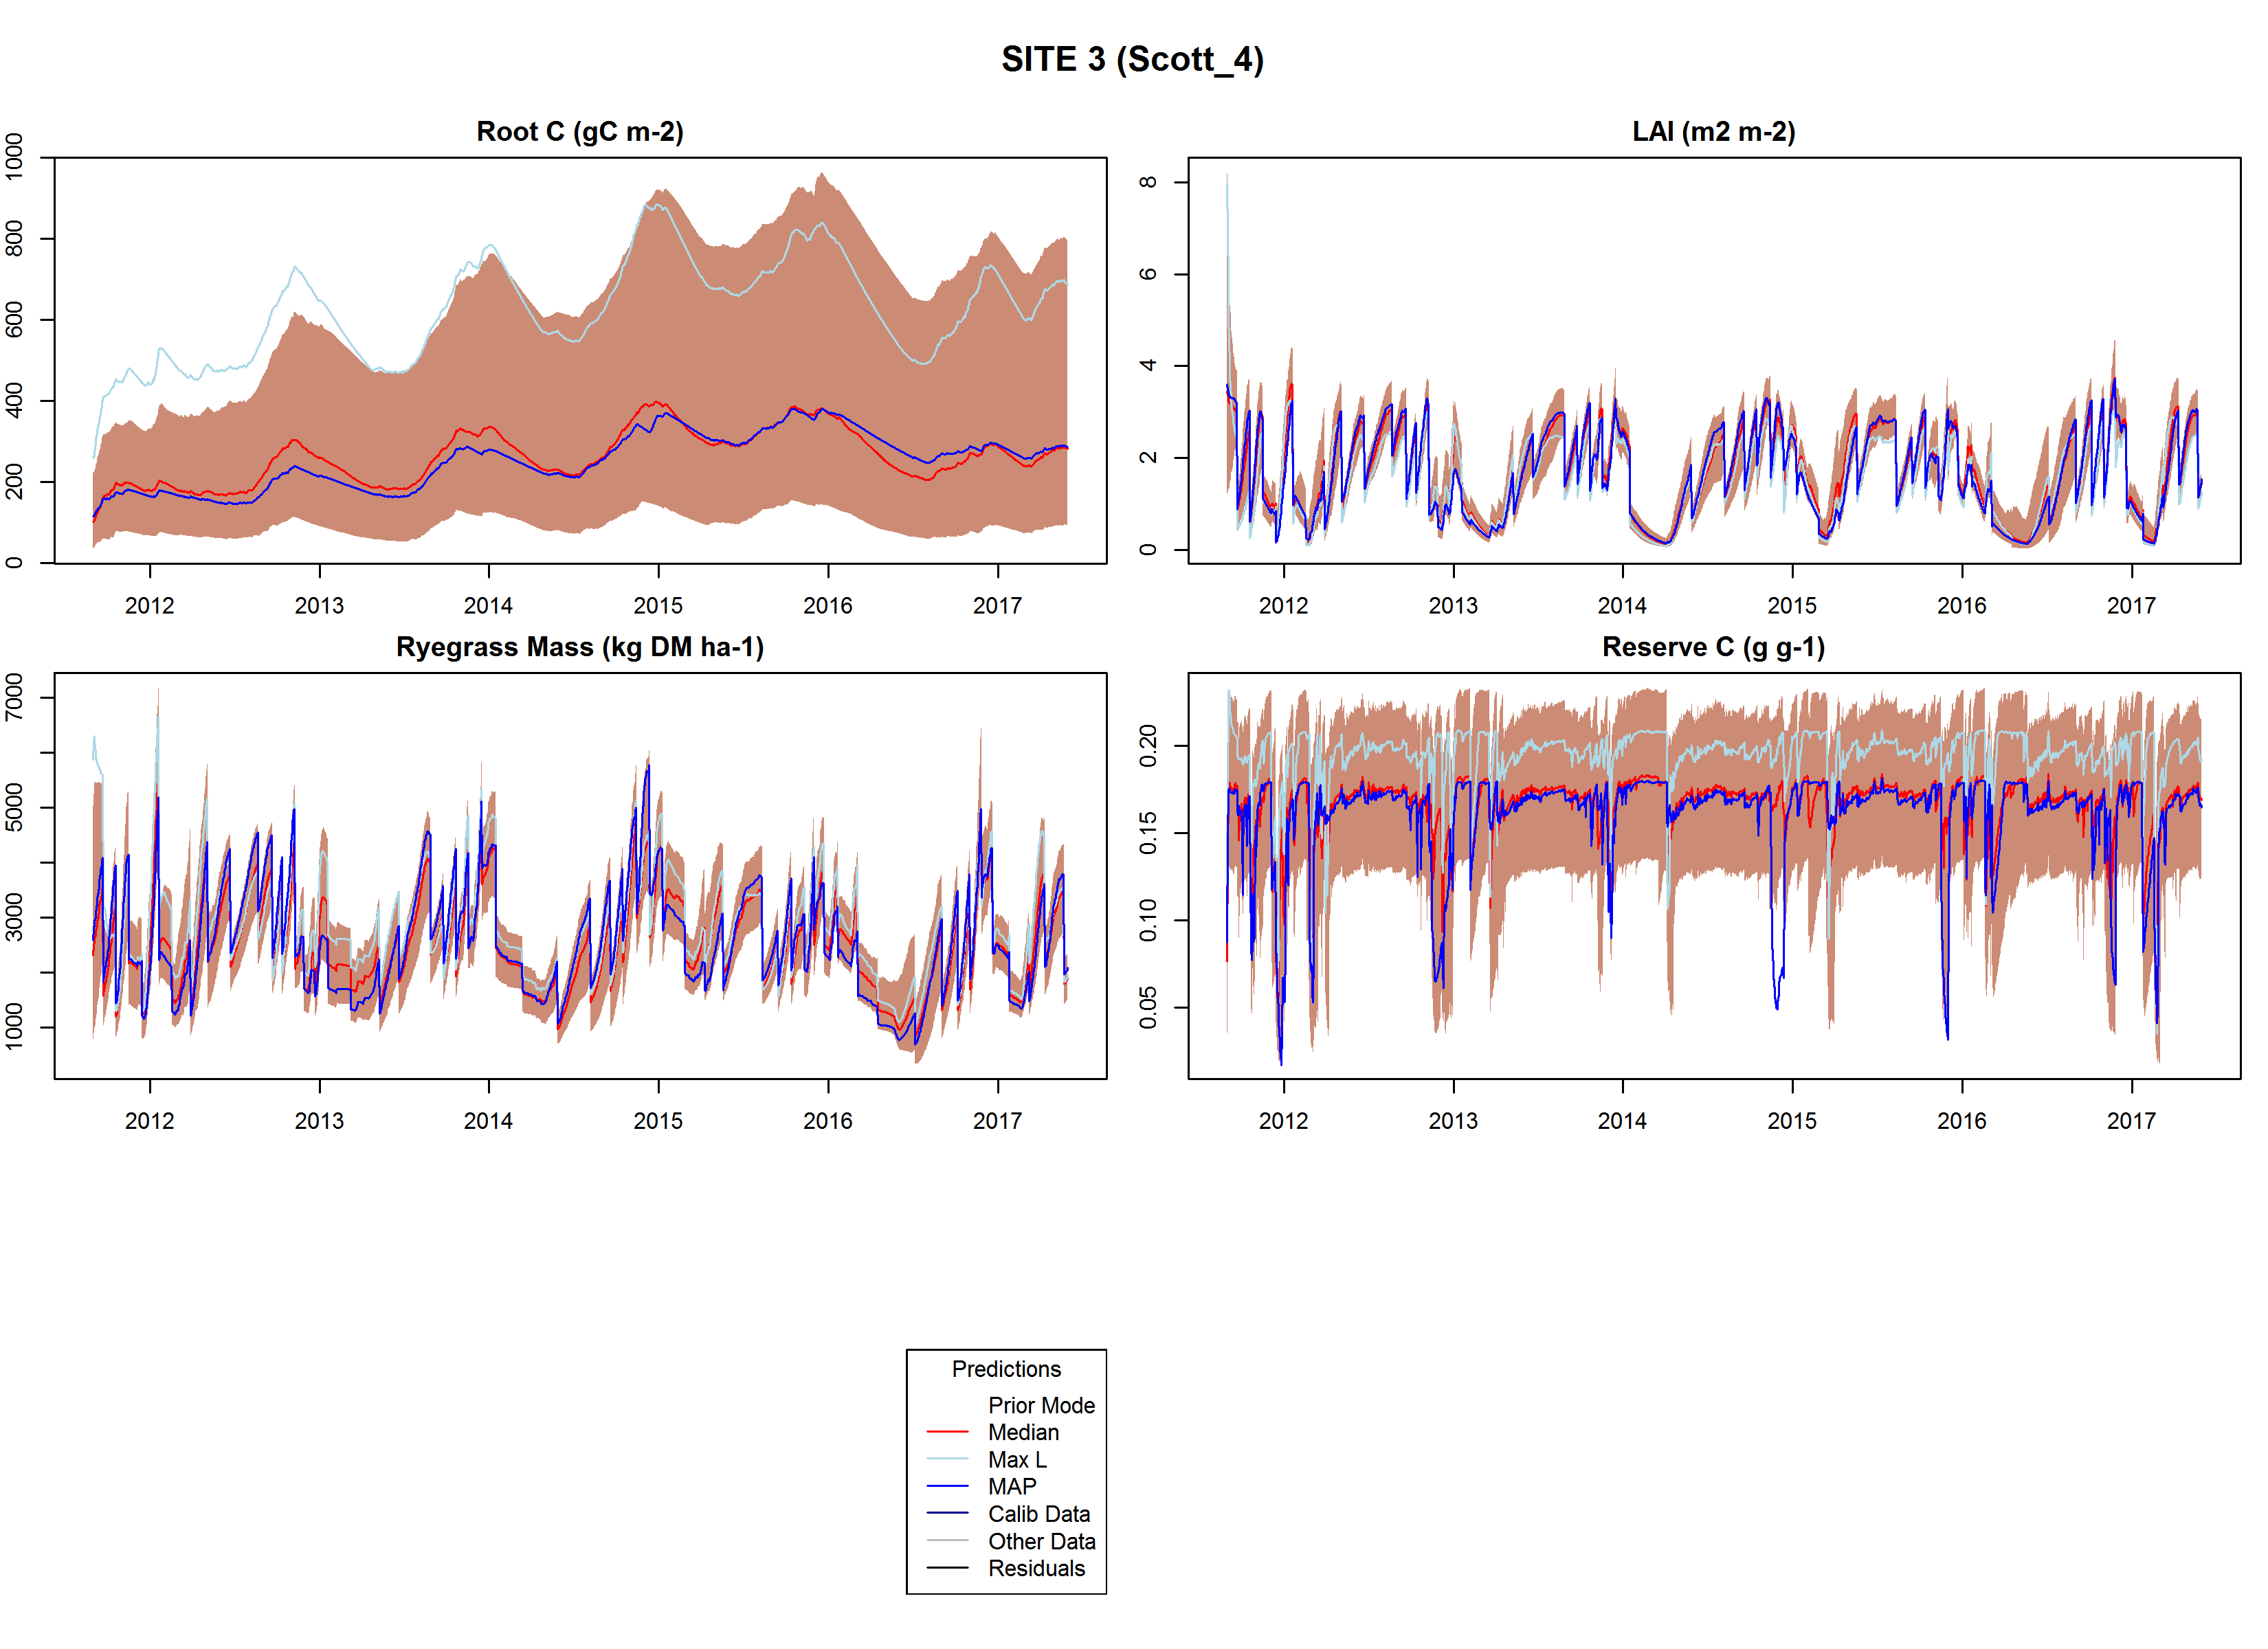 SITE 3 (Scott_4)
Root C (gC m-2)
1000
800
600
400
200
0
2012 2013 2014 2015 2016 2017
LAI (m2 m-2)
8
6
4
2
0
2012 2013 2014 2015 2016 2017
Ryegrass Mass (kg DM ha-1)
7000
5000
3000
1000
2012 2013 2014 2015 2016 2017
Reserve C (g g-1)
0.20
0.15
0.10
0.05
2012 2013 2014 2015 2016 2017
Predictions
Prior Mode
Median
Max L
MAP
Calib Data
Other Data
Residuals